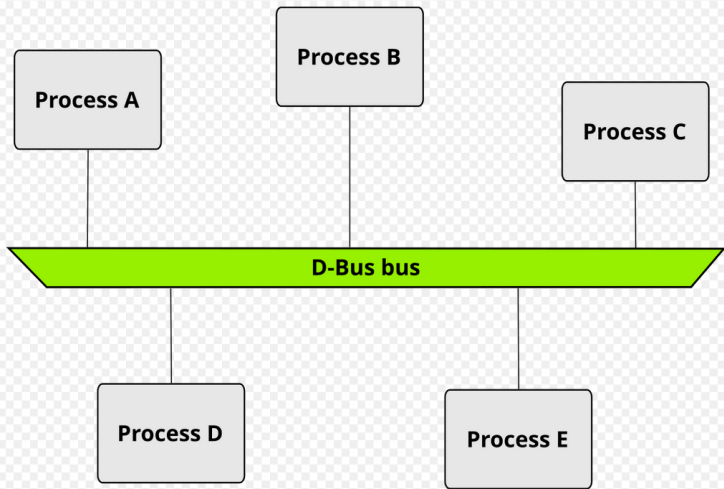 Process B
Process A
Process C
D-Bus bus
Process D
Process E